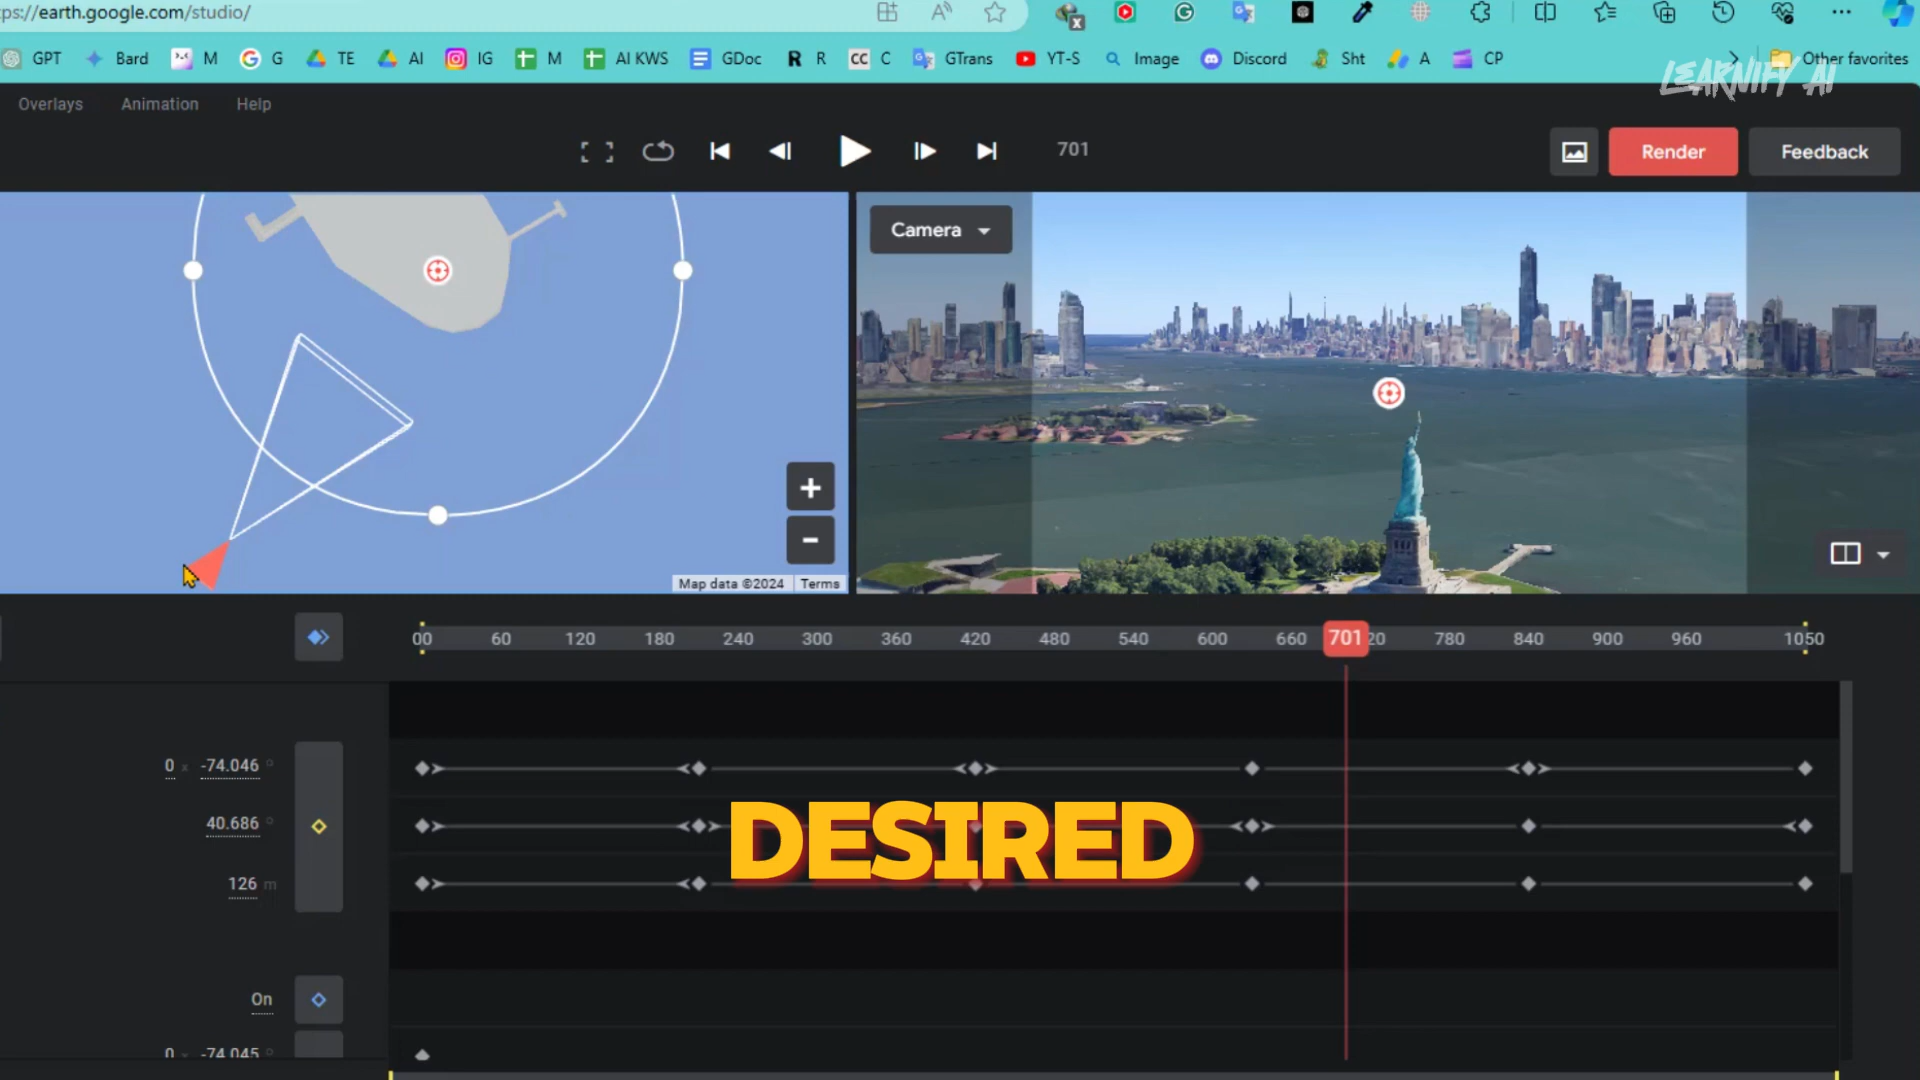 ps://earth.google.com/studio/
GPT Bard M G TE AI IG M AI KWS GDoc R R CC C GTrans YT-S Image Discord Sht A CP Other favorites
LEARNIFY AI
Overlays Animation Help
701
Render Feedback
Camera
+
-
Map data ©2024 Terms
00 60 120 180 240 300 360 420 480 540 600 660 701 20 780 840 900 960 1050
0 x -74.046 °
40.686 °
DESIRED
126 m
On
0 x -74.045 °